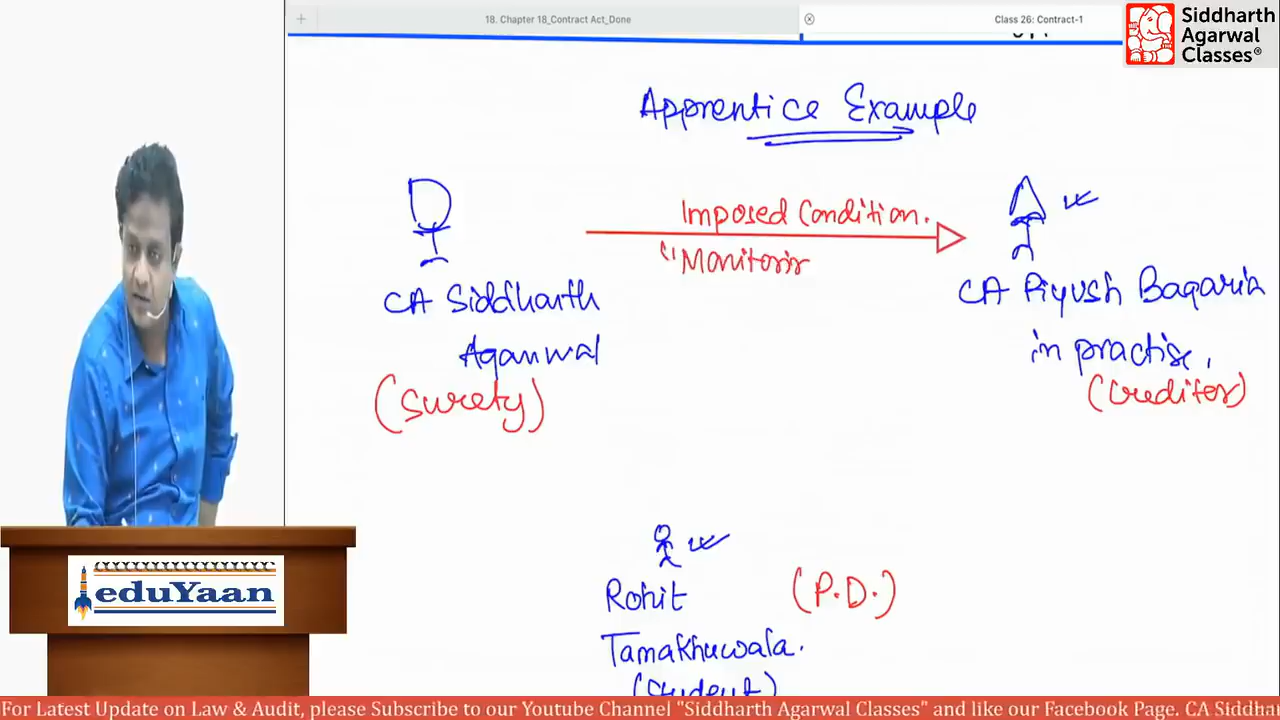 18. Chapter 18_Contract Act_Done
Class 26: Contract-1
Siddharth
Agarwal
Classes®
Apprentice Example
Imposed Condition.
"Monitoris
CA Siddharth
Agarwal
(Surety)
CA Piyush Bagaria
in practise.
(Creditor)
Rohit
(P.D.)
Tamakhuwala.
(Student)
eduYaan
For Latest Update on Law & Audit, please Subscribe to our Youtube Channel "Siddharth Agarwal Classes" and like our Facebook Page. CA Siddhar